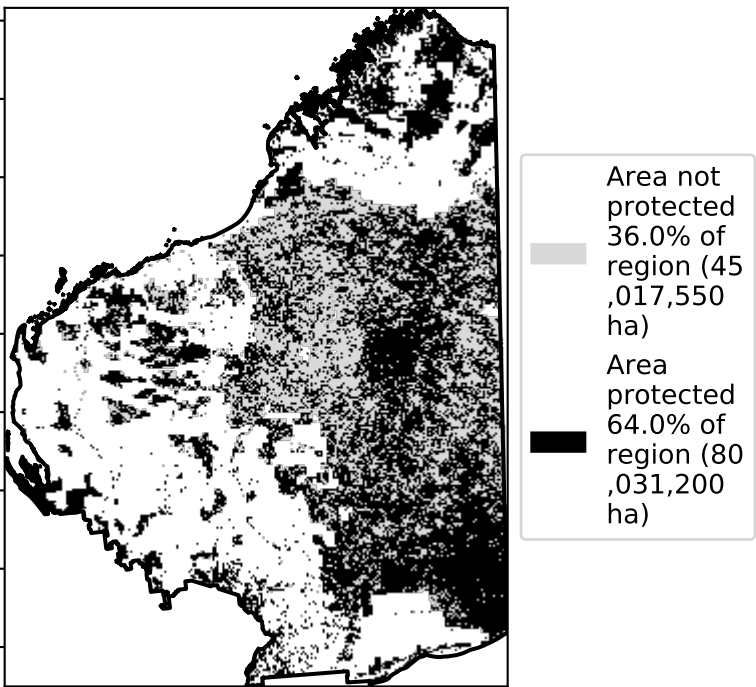 Area not
protected
36.0% of
region (45
,017,550
ha)
Area
protected
64.0% of
region (80
,031,200
ha)